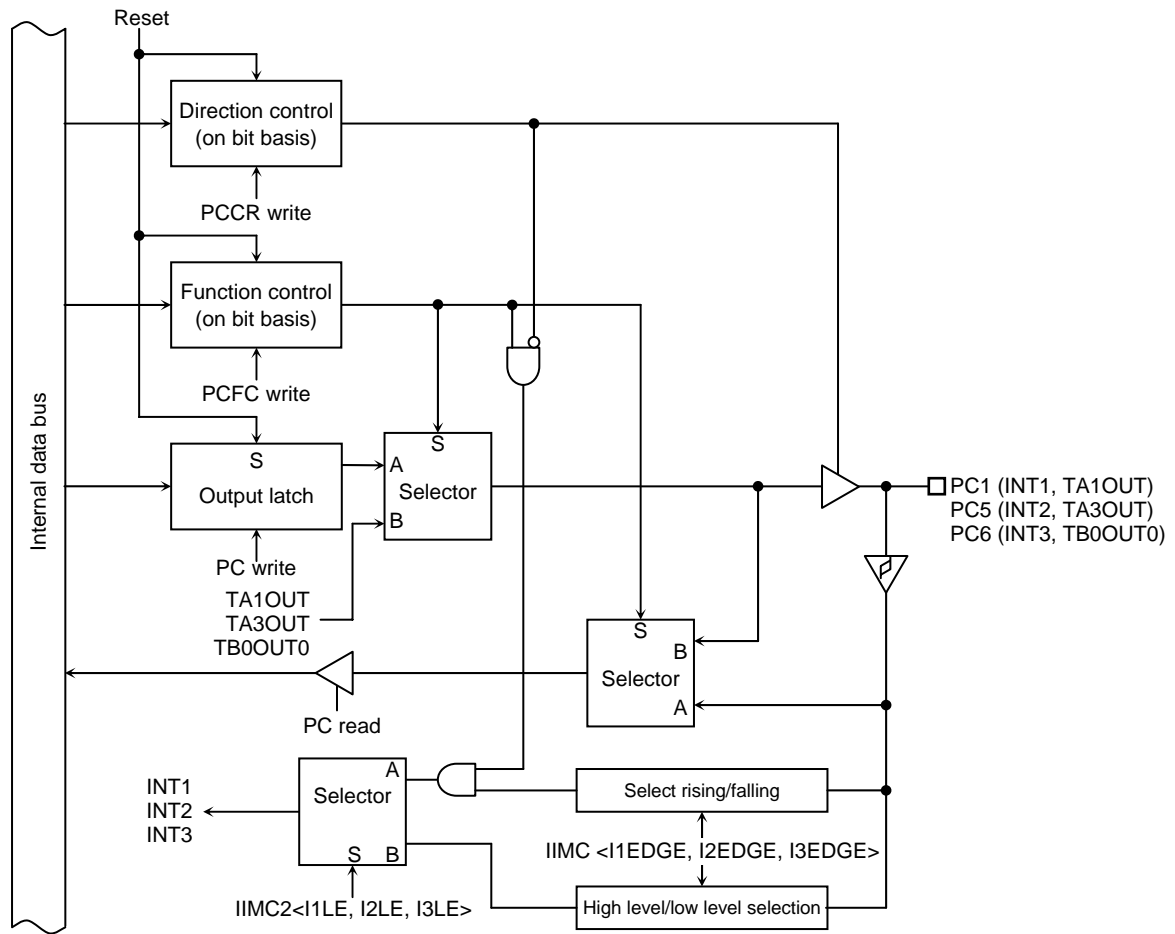 Reset
Internal data bus
Direction control
(on bit basis)
PCCR write
Function control
(on bit basis)
PCFC write
S
Output latch
PC write
S
A
Selector
B
TA1OUT
TA3OUT
TB0OUT0
PC1 (INT1, TA1OUT)
PC5 (INT2, TA3OUT)
PC6 (INT3, TB0OUT0)
S
B
Selector
A
PC read
INT1
INT2
INT3
A
Selector
S
B
Select rising/falling
IIMC <I1EDGE, I2EDGE, I3EDGE>
IIMC2<I1LE, I2LE, I3LE>
High level/low level selection